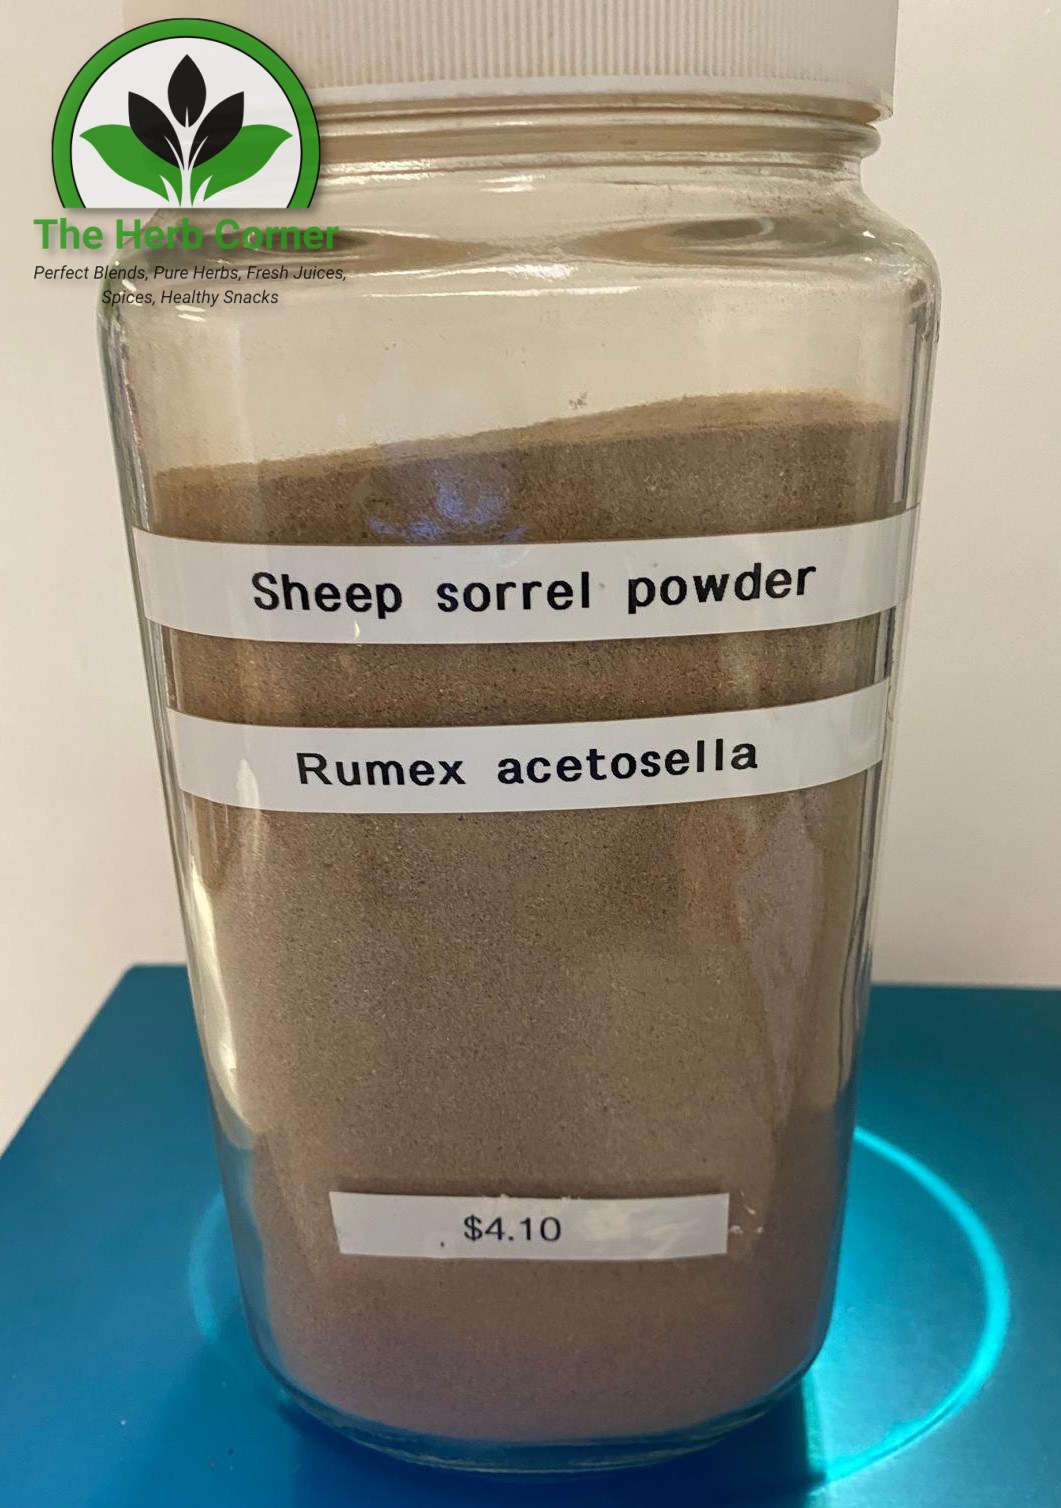 The Herb Corner
Perfect Blends, Pure Herbs, Fresh Juices,
Spices, Healthy Snacks
Sheep sorrel powder
Rumex acetosella
$4.10